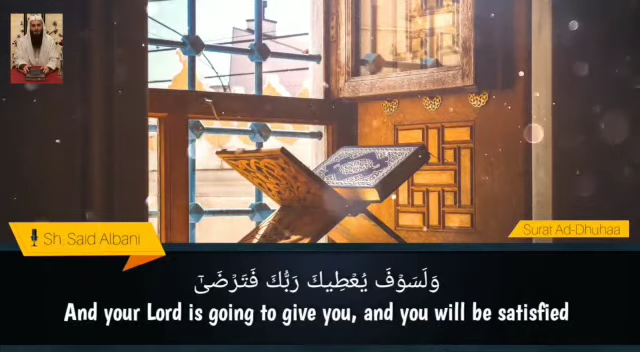 Sh. Said Albani
Surat Ad-Dhuhaa
وَلَسَوْفَ يُعْطِيكَ رَبُّكَ فَتَرْضَىٰٓ
And your Lord is going to give you, and you will be satisfied